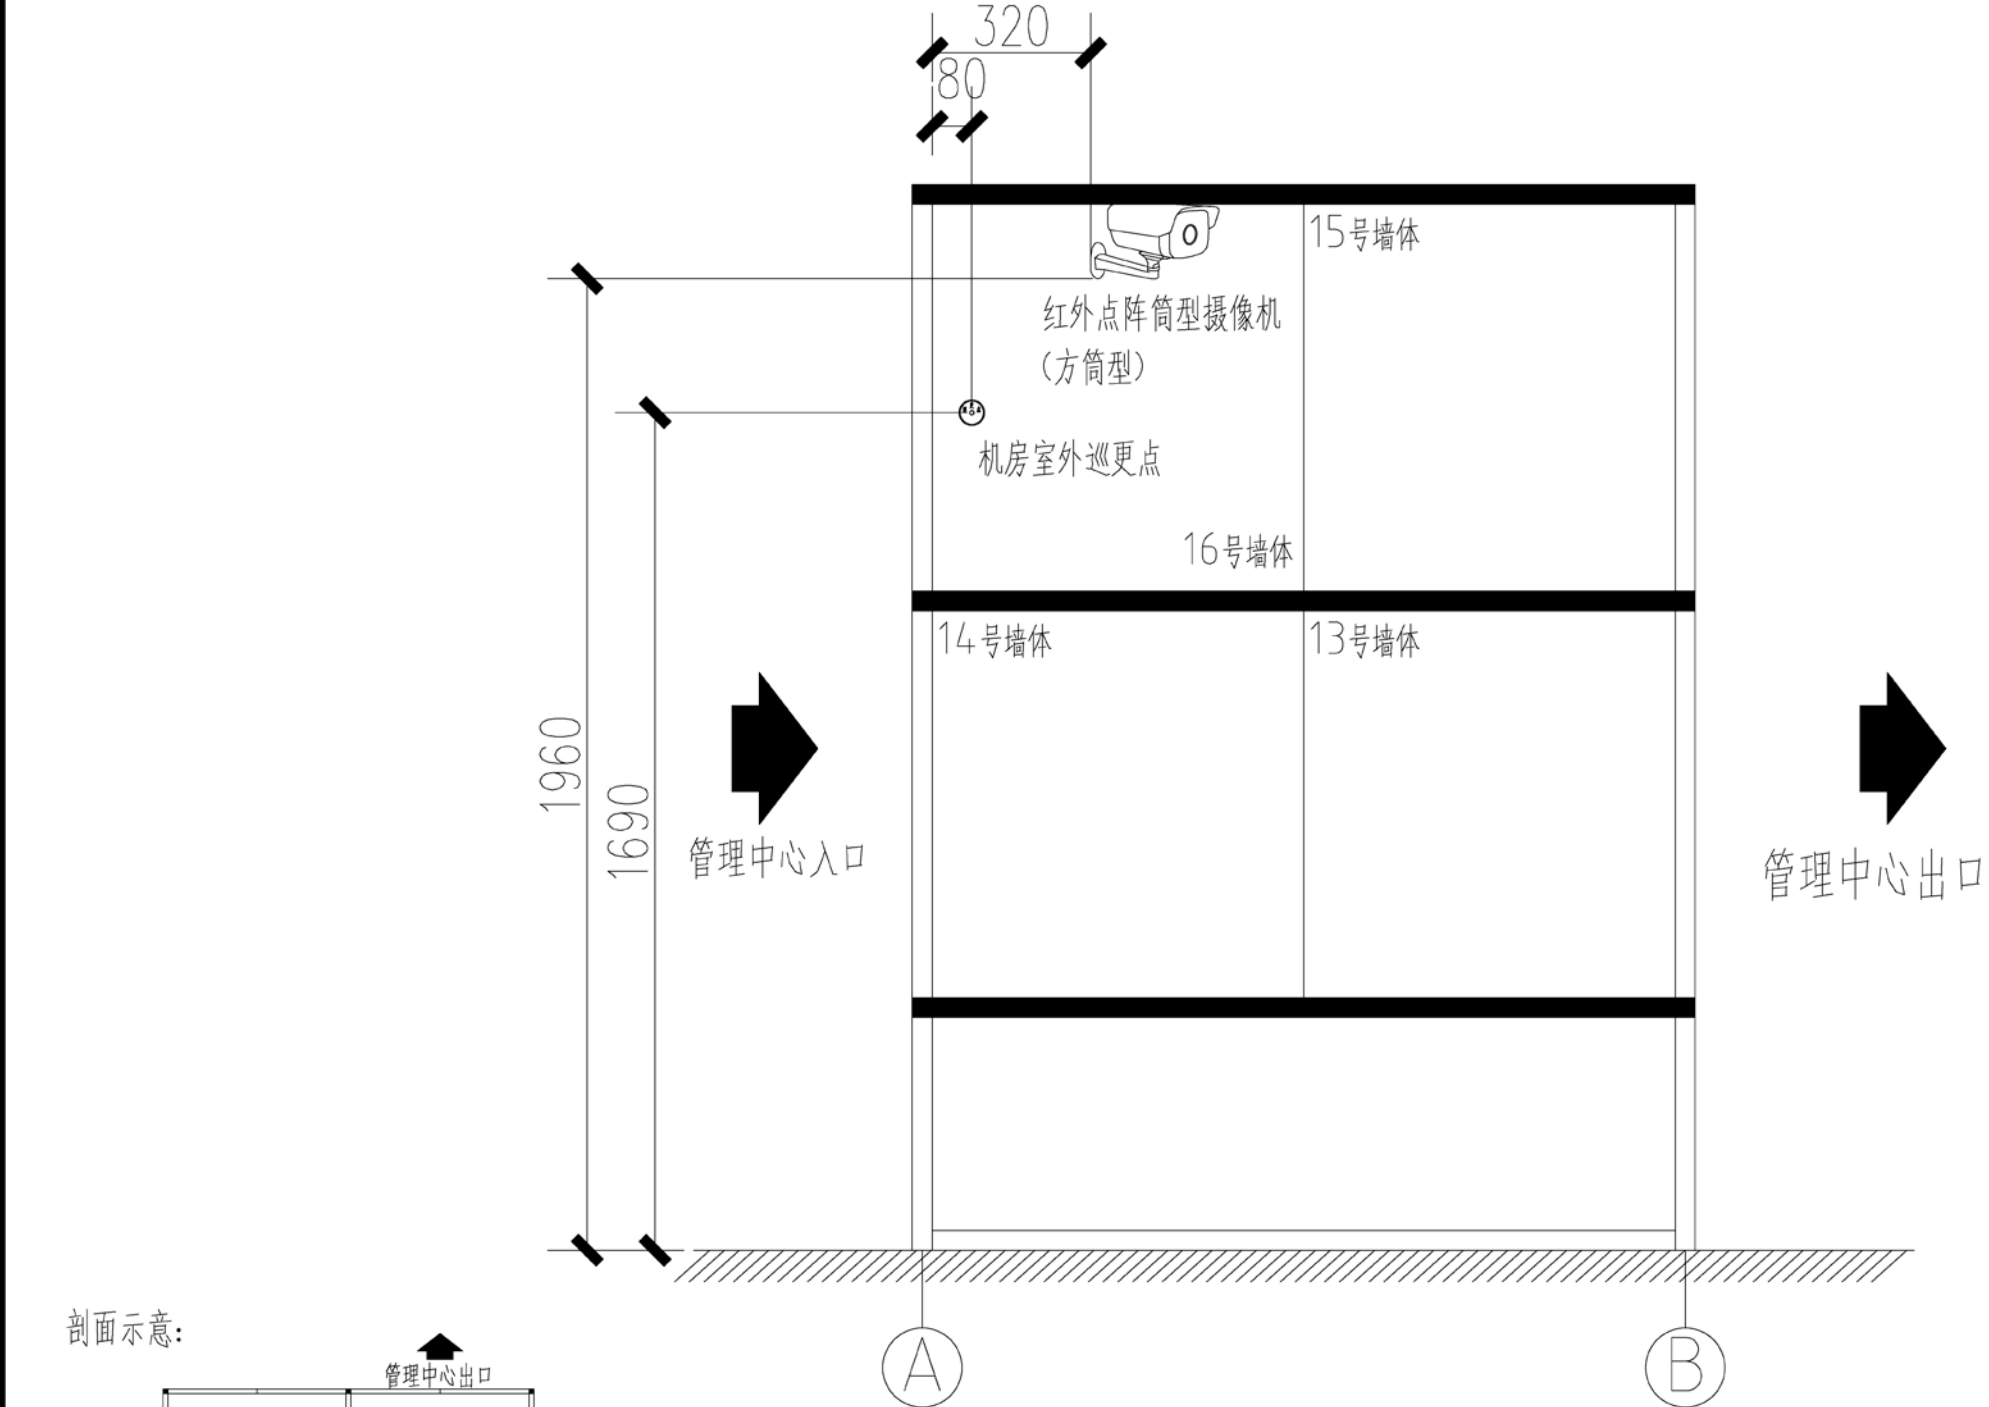 320
80
15号墙体
红外点阵筒型摄像机
(方筒型)
机房室外巡更点
16号墙体
14号墙体
13号墙体
1960
1690
管理中心入口
管理中心出口
剖面示意:
管理中心出口
A
B